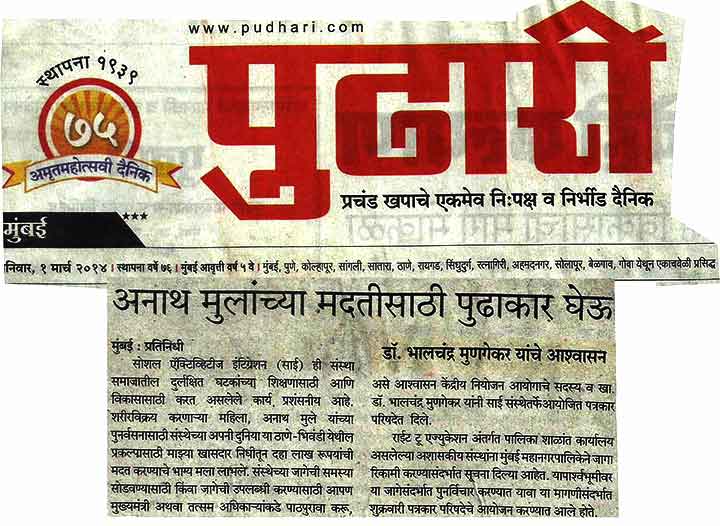 www.pudhari.com
स्थापना १९३९
७५
अमृतमहोत्सवी दैनिक
पुढारी
प्रचंड खपाचे एकमेव निःपक्ष व निर्भीड दैनिक
***
मुंबई
निवार, १ मार्च २०१४ । स्थापना वर्षे ७६ । मुंबई आवृत्ती वर्ष ५ वे । मुंबई, पुणे, कोल्हापूर, सांगली, सातारा, ठाणे, रायगड, सिंधुदुर्ग, रत्नागिरी, अहमदनगर, सोलापूर, बेळगाव, गोवा येथून एकाचवेळी प्रसिद्ध
अनाथ मुलांच्या मदतीसाठी पुढाकार घेऊ
मुंबई : प्रतिनिधी
सोशल ऍक्टिव्हिटीज इंटिग्रेशन (साई) ही संस्था
समाजातील दुर्लक्षित घटकांच्या शिक्षणासाठी आणि
विकासासाठी करत असलेले कार्य प्रशंसनीय आहे.
शरीरविक्रय करणाऱ्या महिला, अनाथ मुले यांच्या
पुनर्वसनासाठी संस्थेच्या अपनी दुनिया या ठाणे-भिवंडी येथील
प्रकल्पासाठी माझ्या खासदार निधीतून दहा लाख रूपयांची
मदत करण्याचे भाग्य मला लाभले. संस्थेच्या जागेची समस्या
सोडवण्यासाठी किंवा जागेची उपलब्धी करण्यासाठी आपण
मुख्यमंत्री अथवा तत्सम अधिकाऱ्यांकडे पाठपुरावा करू,
डॉ. भालचंद्र मुणगेकर यांचे आश्वासन
असे आश्वासन केंद्रीय नियोजन आयोगाचे सदस्य व खा.
डॉ. भालचंद्र मुणगेकर यांनी साई संस्थेतर्फे आयोजित पत्रकार
परिषदेत दिले.
राईट टू एज्युकेशन अंतर्गत पालिका शाळांत कार्यालय
असलेल्या अशासकीय संस्थांना मुंबई महानगरपालिकेने जागा
रिकामी करण्यासंदर्भात सूचना दिल्या आहेत. यापार्श्वभूमीवर
या जागेसंदर्भात पुनर्विचार करण्यात यावा या मागणीसंदर्भात
शुक्रवारी पत्रकार परिषदेचे आयोजन करण्यात आले होते.